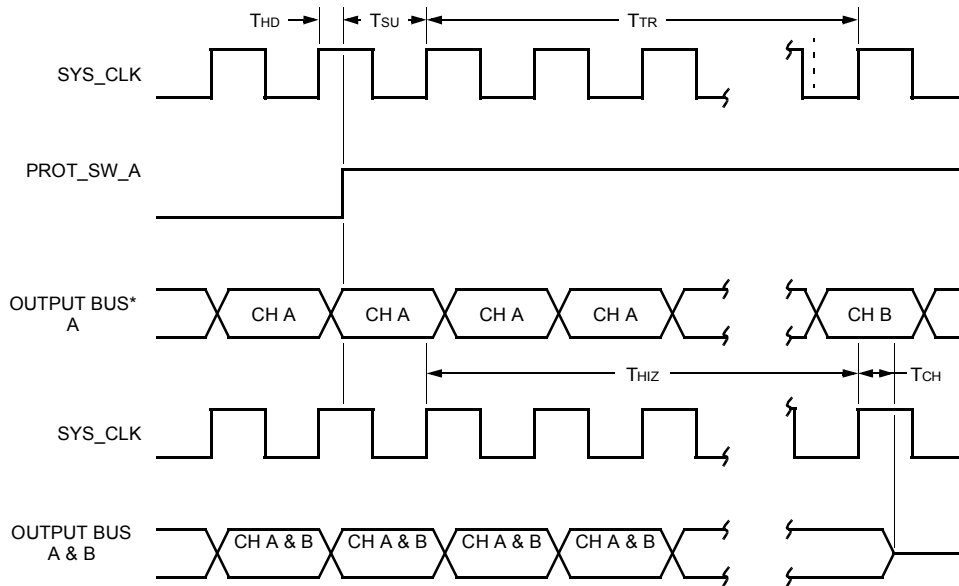 THD TSU TTR
SYS_CLK
PROT_SW_A
OUTPUT BUS*
A
CH A CH A CH A CH A CH B
THIZ TCH
SYS_CLK
OUTPUT BUS
A & B
CH A & B CH A & B CH A & B CH A & B